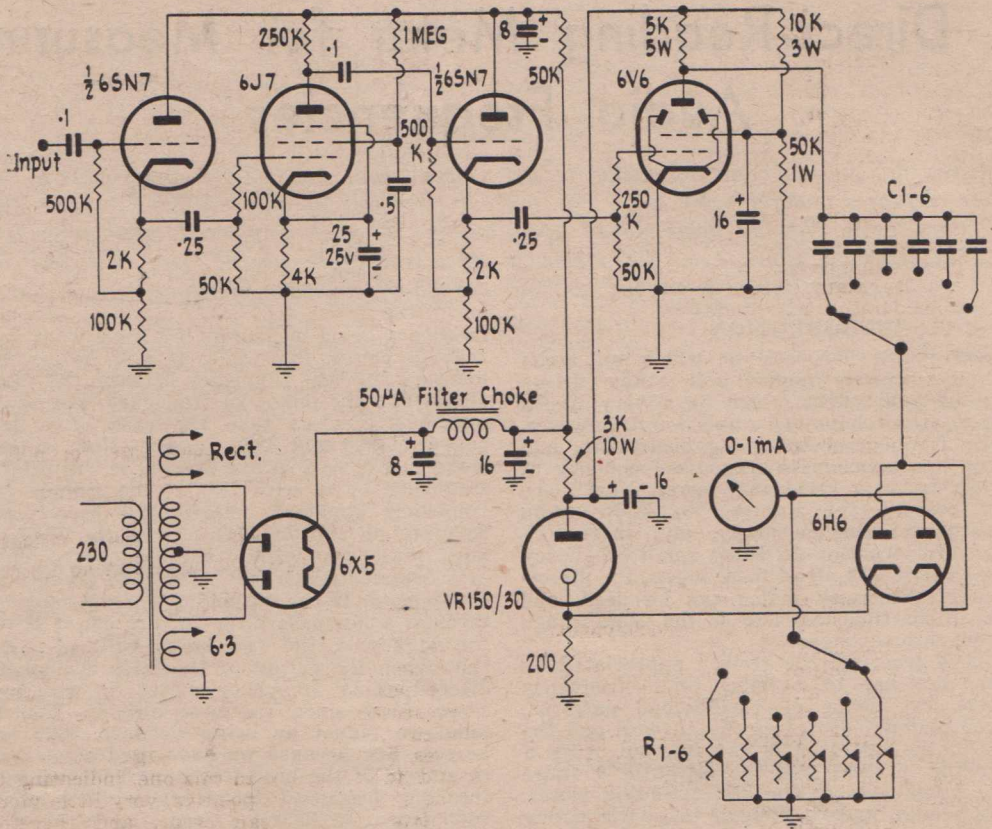 250K
1MEG
8
+
-
50K
5K
5W
10K
3W
½ 6SN7
·1
6J7
½ 6SN7
6V6
·1
Input
500K
500
K
100K
·5
250
K
50K
1W
16
+
-
C1-6
·25
25
25v
+
-
·25
2K
50K
4K
2K
50K
100K
100K
50µA Filter Choke
+
8
-
+
16
-
3K
10W
+
-
16
0-1mA
6H6
Rect.
230
6X5
VR150/30
6·3
200
R1-6